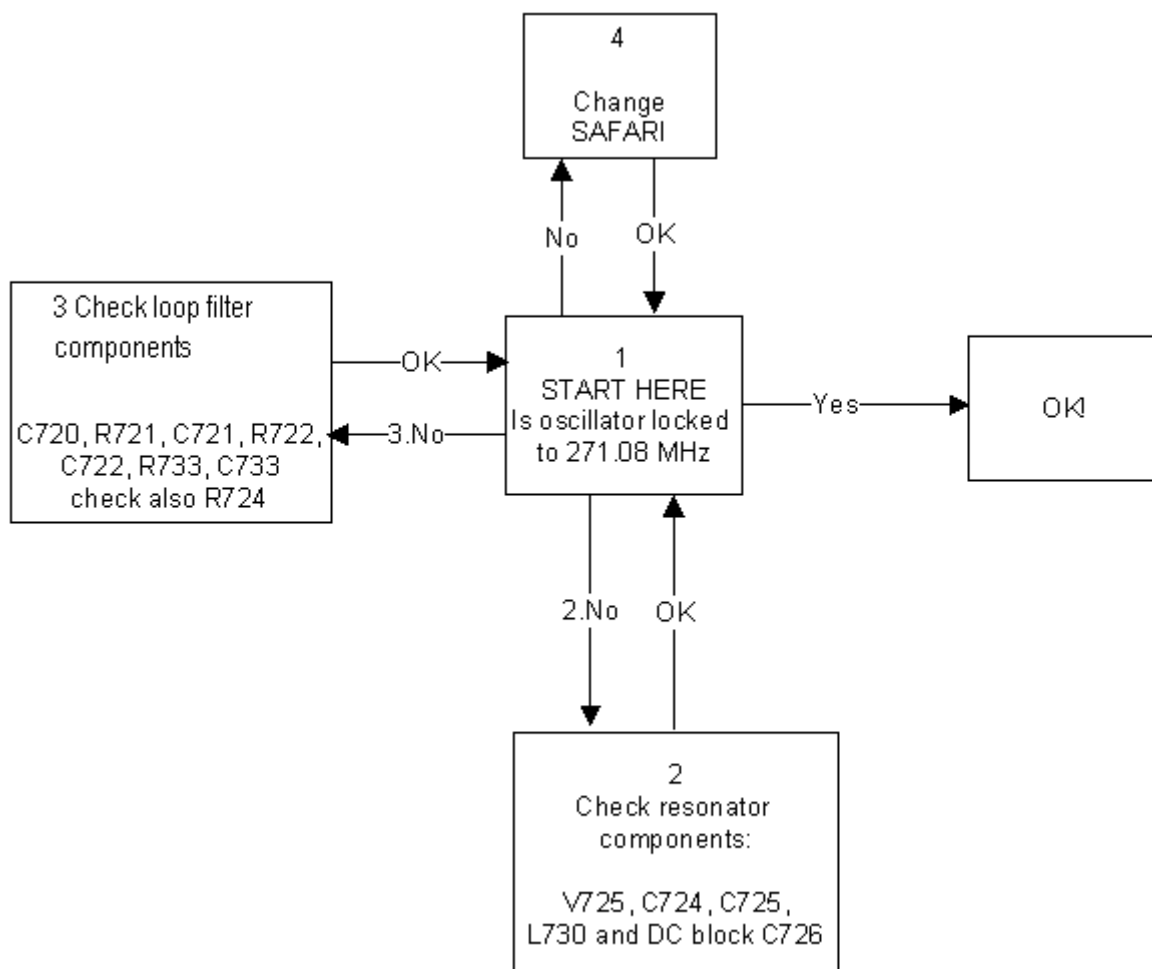 4
Change
SAFARI
No
OK
3 Check loop filter
components
C720, R721, C721, R722,
C722, R733, C733
check also R724
OK
3.No
1
START HERE
Is oscillator locked
to 271.08 MHz
Yes
OK!
2.No
OK
2
Check resonator
components:
V725, C724, C725,
L730 and DC block C726